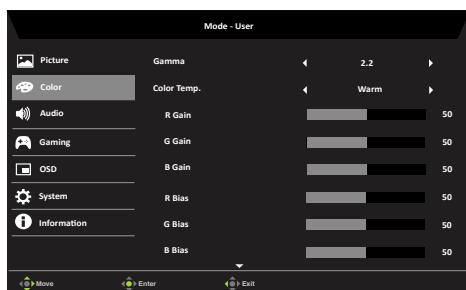 Mode - User
Picture
Gamma 2.2
Color
Color Temp. Warm
Audio
R Gain 50
Gaming
G Gain 50
OSD
B Gain 50
System
R Bias 50
Information
G Bias 50
B Bias 50
Move Enter Exit